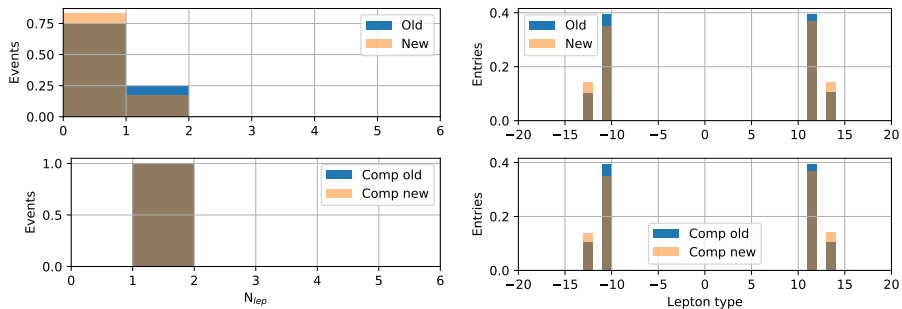 Events
0.75
0.50
0.25
0.00
0 1 2 3 4 5 6
Old
New
Entries
0.4
0.2
0.0
−20 −15 −10 −5 0 5 10 15 20
Old
New
Events
1.0
0.5
0.0
0 1 2 3 4 5 6
N_lep
Comp old
Comp new
Entries
0.4
0.2
0.0
−20 −15 −10 −5 0 5 10 15 20
Lepton type
Comp old
Comp new